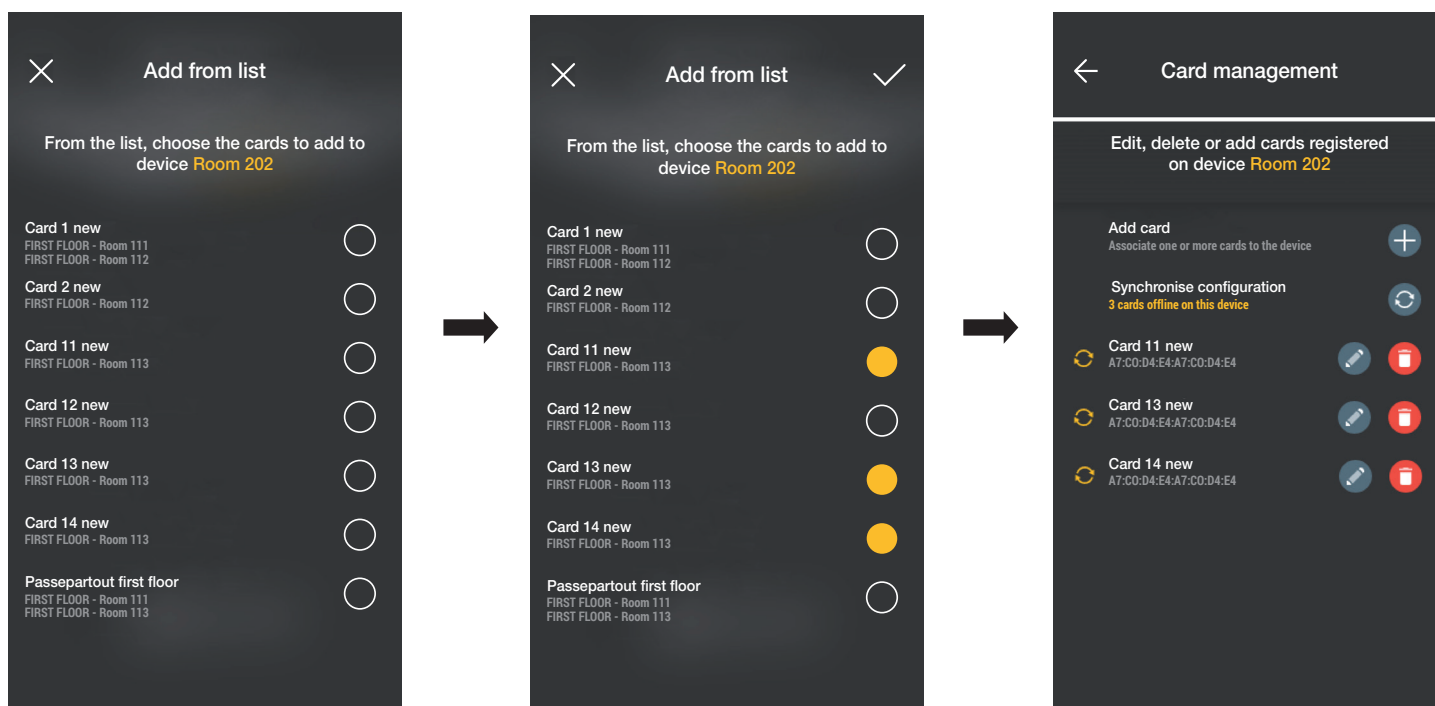 Add from list
From the list, choose the cards to add to
device Room 202
Card 1 new
FIRST FLOOR - Room 111
FIRST FLOOR - Room 112
Card 2 new
FIRST FLOOR - Room 112
Card 11 new
FIRST FLOOR - Room 113
Card 12 new
FIRST FLOOR - Room 113
Card 13 new
FIRST FLOOR - Room 113
Card 14 new
FIRST FLOOR - Room 113
Passepartout first floor
FIRST FLOOR - Room 111
FIRST FLOOR - Room 113
Add from list
From the list, choose the cards to add to
device Room 202
Card 1 new
FIRST FLOOR - Room 111
FIRST FLOOR - Room 112
Card 2 new
FIRST FLOOR - Room 112
Card 11 new
FIRST FLOOR - Room 113
Card 12 new
FIRST FLOOR - Room 113
Card 13 new
FIRST FLOOR - Room 113
Card 14 new
FIRST FLOOR - Room 113
Passepartout first floor
FIRST FLOOR - Room 111
FIRST FLOOR - Room 113
Card management
Edit, delete or add cards registered
on device Room 202
Add card
Associate one or more cards to the device
Synchronise configuration
3 cards offline on this device
Card 11 new
A7:C0:D4:E4:A7:C0:D4:E4
Card 13 new
A7:C0:D4:E4:A7:C0:D4:E4
Card 14 new
A7:C0:D4:E4:A7:C0:D4:E4